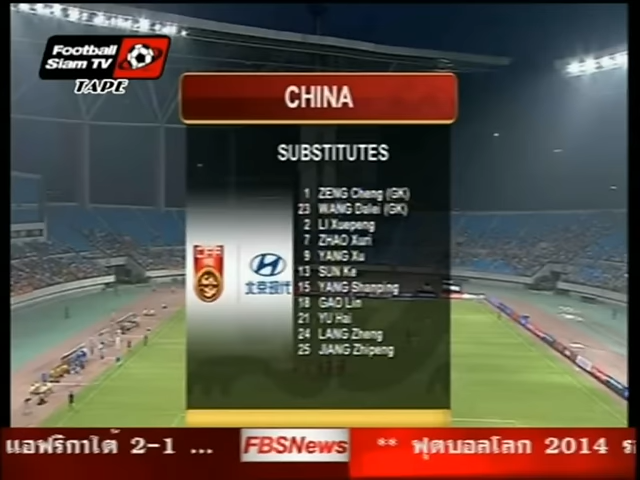 Football
Siam TV
TAPE
CHINA
SUBSTITUTES
1 ZENG Cheng (GK)
23 WANG Dalei (GK)
2 LI Xuepeng
7 ZHAO Xuri
9 YANG Xu
13 SUN Ke
15 YANG Shanping
18 GAO Lin
21 YU Hai
24 LANG Zheng
25 JIANG Zhipeng
CFA
北京现代
แอฟริกาใต้ 2-1 ... FBSNews ** ฟุตบอลโลก 2014